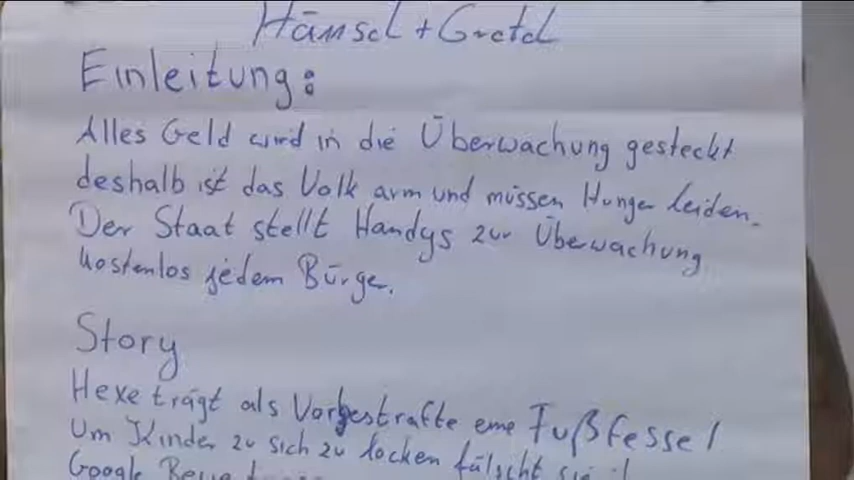 Hänsel + Gretel
Einleitung:
Alles Geld wird in die Überwachung gesteckt
deshalb ist das Volk arm und müssen Hunger leiden.
Der Staat stellt Handys zur Überwachung
kostenlos jedem Bürger.
Story
Hexe trägt als Vorbestrafte eine Fußfessel
Um Kinder zu sich zu locken fälscht sie
Google